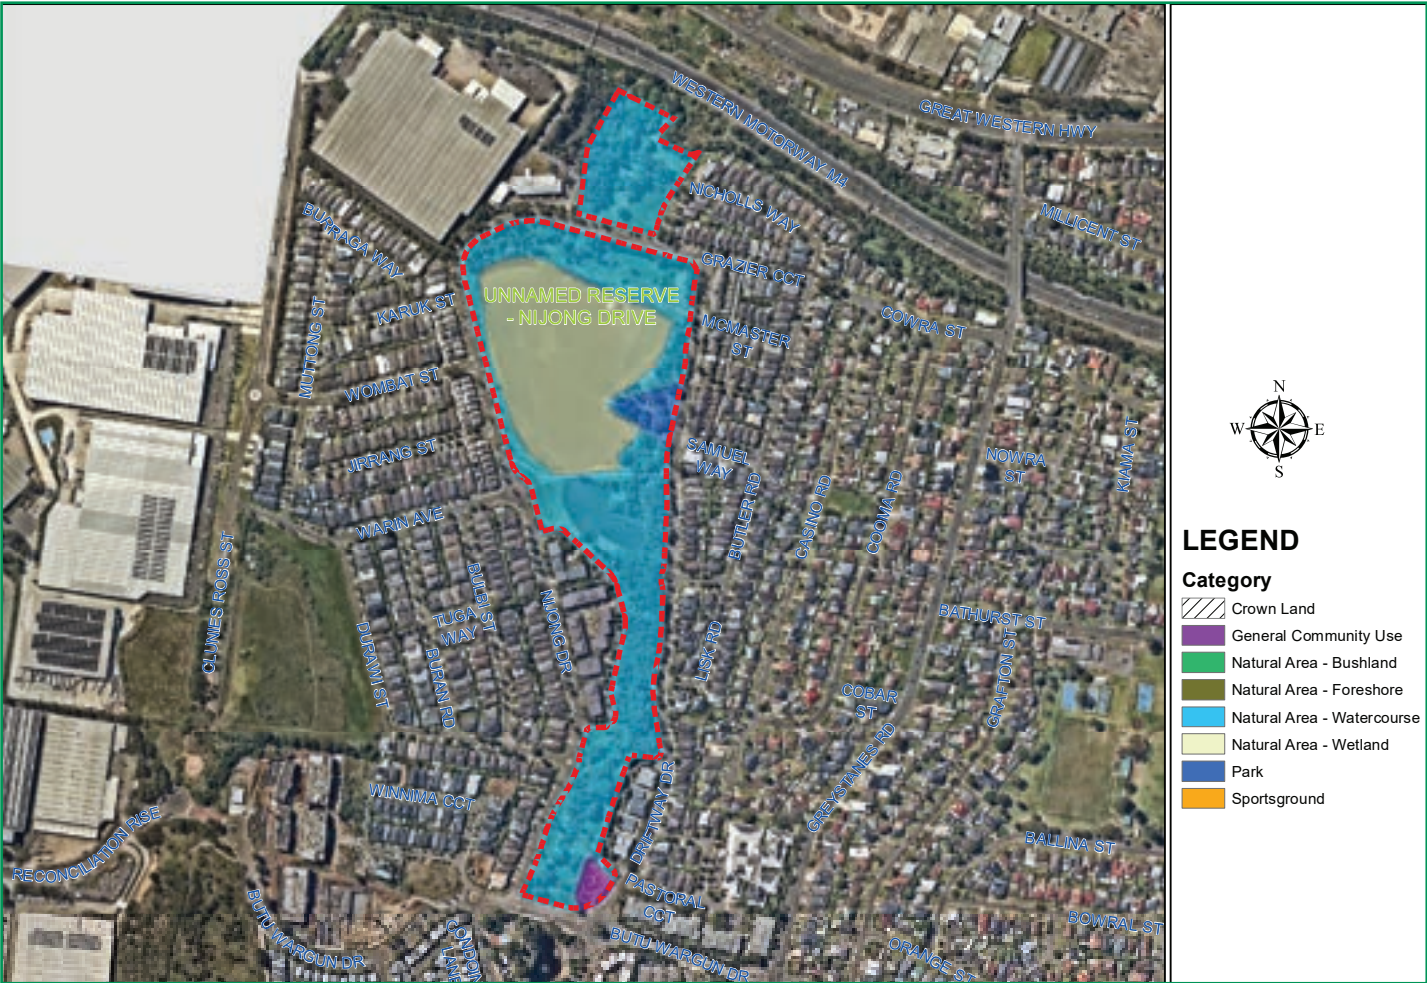 WESTERN MOTORWAY M4
GREAT WESTERN HWY
NICHOLLS WAY
MILLICENT ST
BURRAGA WAY
GRAZIER CCT
UNNAMED RESERVE
- NIJONG DRIVE
KARUK ST
MUTTONG ST
MCMASTER
ST
COWRA ST
WOMBAT ST
JIRRANG ST
SAMUEL
WAY
NOWRA
ST
KIAMA ST
WARIN AVE
BUTLER RD
CASINO RD
COOMA RD
CLUNIES ROSS ST
BULBI ST
TUGA
WAY
NIJONG DR
DURAWI ST
BURAN RD
LISK RD
BATHURST ST
GRAFTON ST
COBAR
ST
GREYSTANES RD
WINNIMA CCT
DRIFTWAY DR
RECONCILIATION RISE
BALLINA ST
PASTORAL
CCT
BUTU WARGUN DR
BUTU WARGUN DR
BOWRAL ST
ORANGE ST
N
W
E
S
LEGEND
Category
Crown Land
General Community Use
Natural Area - Bushland
Natural Area - Foreshore
Natural Area - Watercourse
Natural Area - Wetland
Park
Sportsground